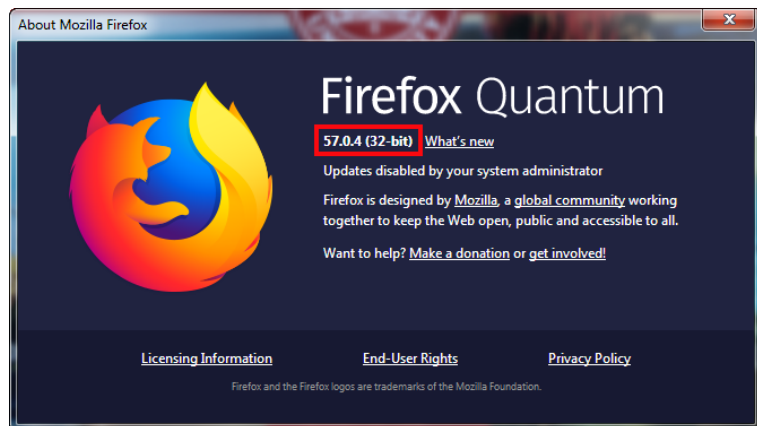 About Mozilla Firefox
Firefox Quantum
57.0.4 (32-bit) What's new
Updates disabled by your system administrator
Firefox is designed by Mozilla, a global community working
together to keep the Web open, public and accessible to all.
Want to help? Make a donation or get involved!
Licensing Information End-User Rights Privacy Policy
Firefox and the Firefox logos are trademarks of the Mozilla Foundation.